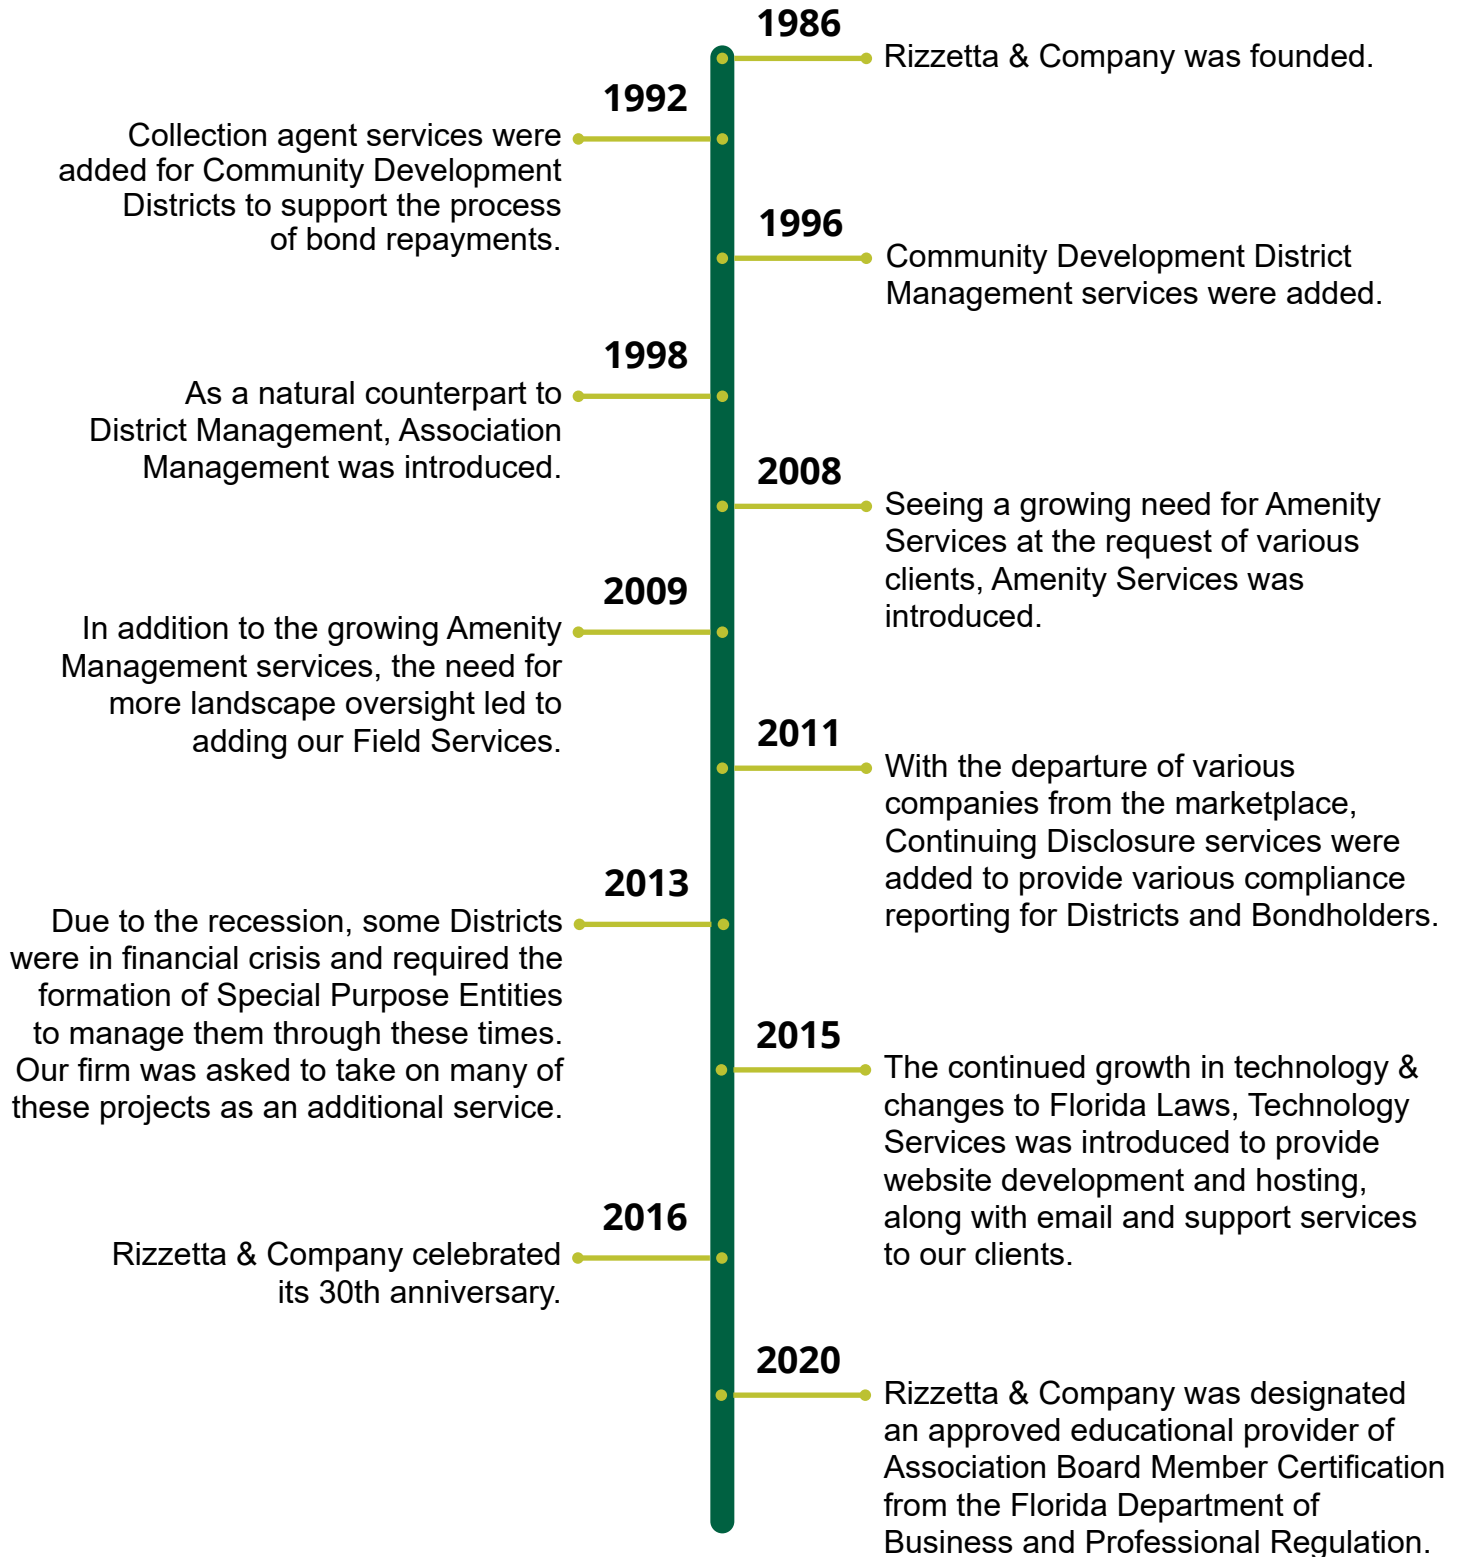 1986
Rizzetta & Company was founded.
1992
Collection agent services were
added for Community Development
Districts to support the process
of bond repayments.
1996
Community Development District
Management services were added.
1998
As a natural counterpart to
District Management, Association
Management was introduced.
2008
Seeing a growing need for Amenity
Services at the request of various
clients, Amenity Services was
introduced.
2009
In addition to the growing Amenity
Management services, the need for
more landscape oversight led to
adding our Field Services.
2011
With the departure of various
companies from the marketplace,
Continuing Disclosure services were
added to provide various compliance
reporting for Districts and Bondholders.
2013
Due to the recession, some Districts
were in financial crisis and required the
formation of Special Purpose Entities
to manage them through these times.
Our firm was asked to take on many of
these projects as an additional service.
2015
The continued growth in technology &
changes to Florida Laws, Technology
Services was introduced to provide
website development and hosting,
along with email and support services
to our clients.
2016
Rizzetta & Company celebrated
its 30th anniversary.
2020
Rizzetta & Company was designated
an approved educational provider of
Association Board Member Certification
from the Florida Department of
Business and Professional Regulation.